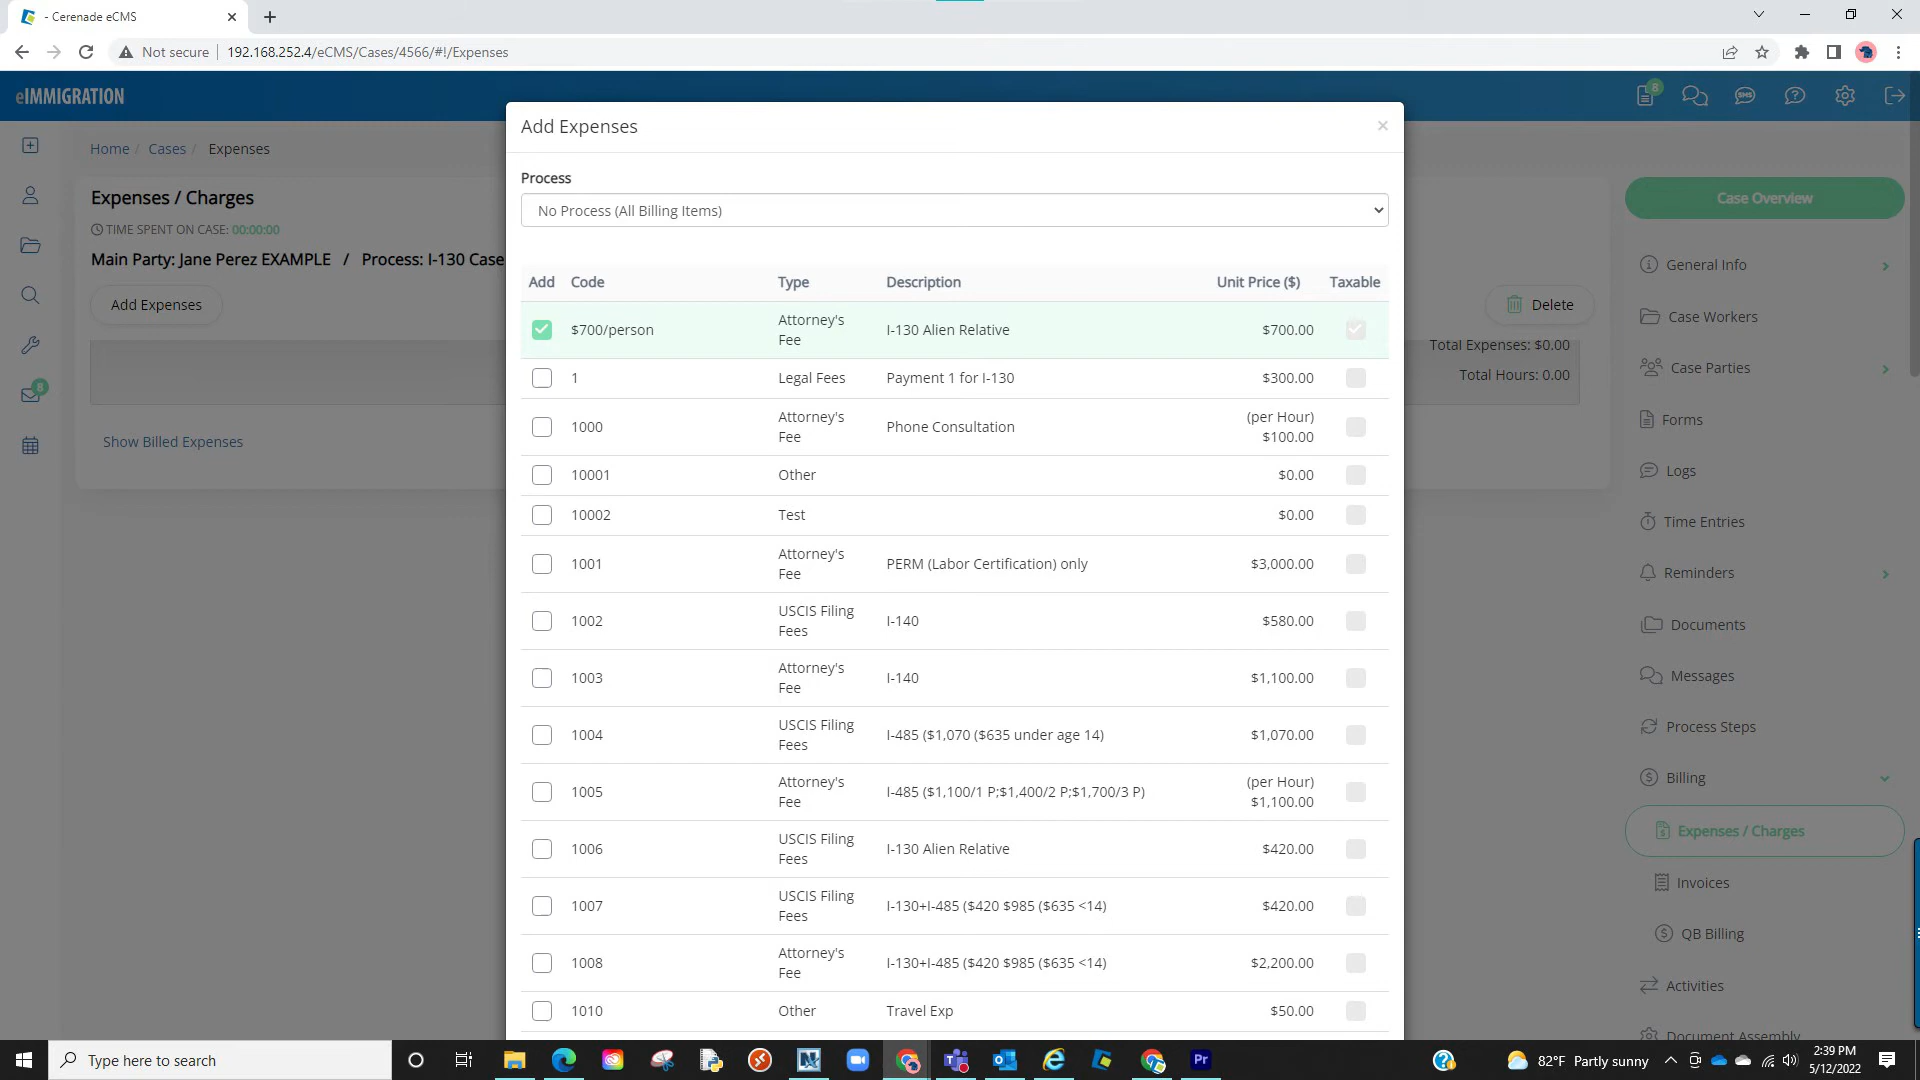 - Cerenade eCMS
Not secure
192.168.252.4/eCMS/Cases/4566/#!/Expenses
eIMMIGRATION
8
SMS
Home / Cases / Expenses
Expenses / Charges
TIME SPENT ON CASE: 00:00:00
Main Party: Jane Perez EXAMPLE / Process: I-130 Case
Add Expenses
Show Billed Expenses
8
Delete
Total Expenses: $0.00
Total Hours: 0.00
Add Expenses
Process
No Process (All Billing Items)
Add Code Type Description Unit Price ($) Taxable
$700/person Attorney's Fee I-130 Alien Relative $700.00
1 Legal Fees Payment 1 for I-130 $300.00
1000 Attorney's Fee Phone Consultation (per Hour) $100.00
10001 Other $0.00
10002 Test $0.00
1001 Attorney's Fee PERM (Labor Certification) only $3,000.00
1002 USCIS Filing Fees I-140 $580.00
1003 Attorney's Fee I-140 $1,100.00
1004 USCIS Filing Fees I-485 ($1,070 ($635 under age 14) $1,070.00
1005 Attorney's Fee I-485 ($1,100/1 P;$1,400/2 P;$1,700/3 P) (per Hour) $1,100.00
1006 USCIS Filing Fees I-130 Alien Relative $420.00
1007 USCIS Filing Fees I-130+I-485 ($420 $985 ($635 <14) $420.00
1008 Attorney's Fee I-130+I-485 ($420 $985 ($635 <14) $2,200.00
1010 Other Travel Exp $50.00
Case Overview
General Info
Case Workers
Case Parties
Forms
Logs
Time Entries
Reminders
Documents
Messages
Process Steps
Billing
Expenses / Charges
Invoices
QB Billing
Activities
Document Assembly
Type here to search
Pr
82°F Partly sunny
2:39 PM
5/12/2022